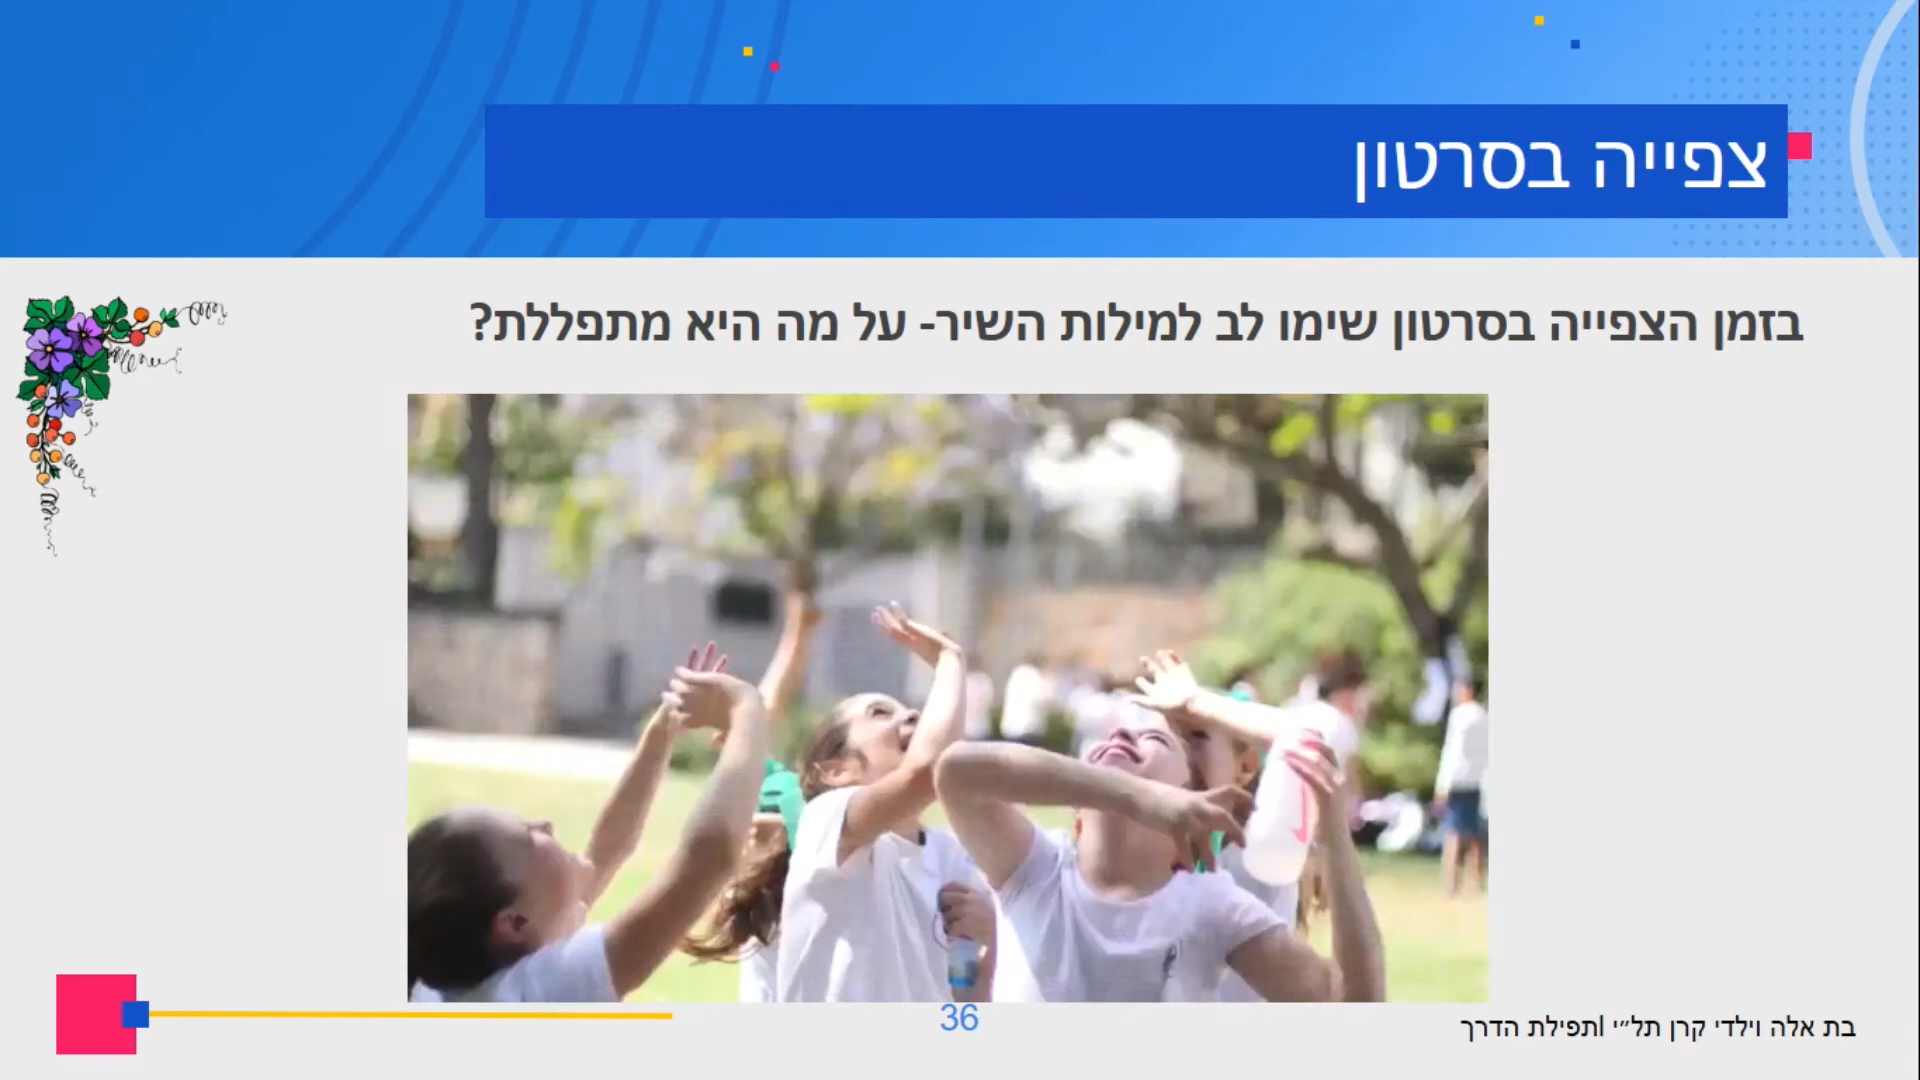 צפייה בסרטון
בזמן הצפייה בסרטון שימו לב למילות השיר- על מה היא מתפללת?
36
בת אלה וילדי קרן תל״י |תפילת הדרך